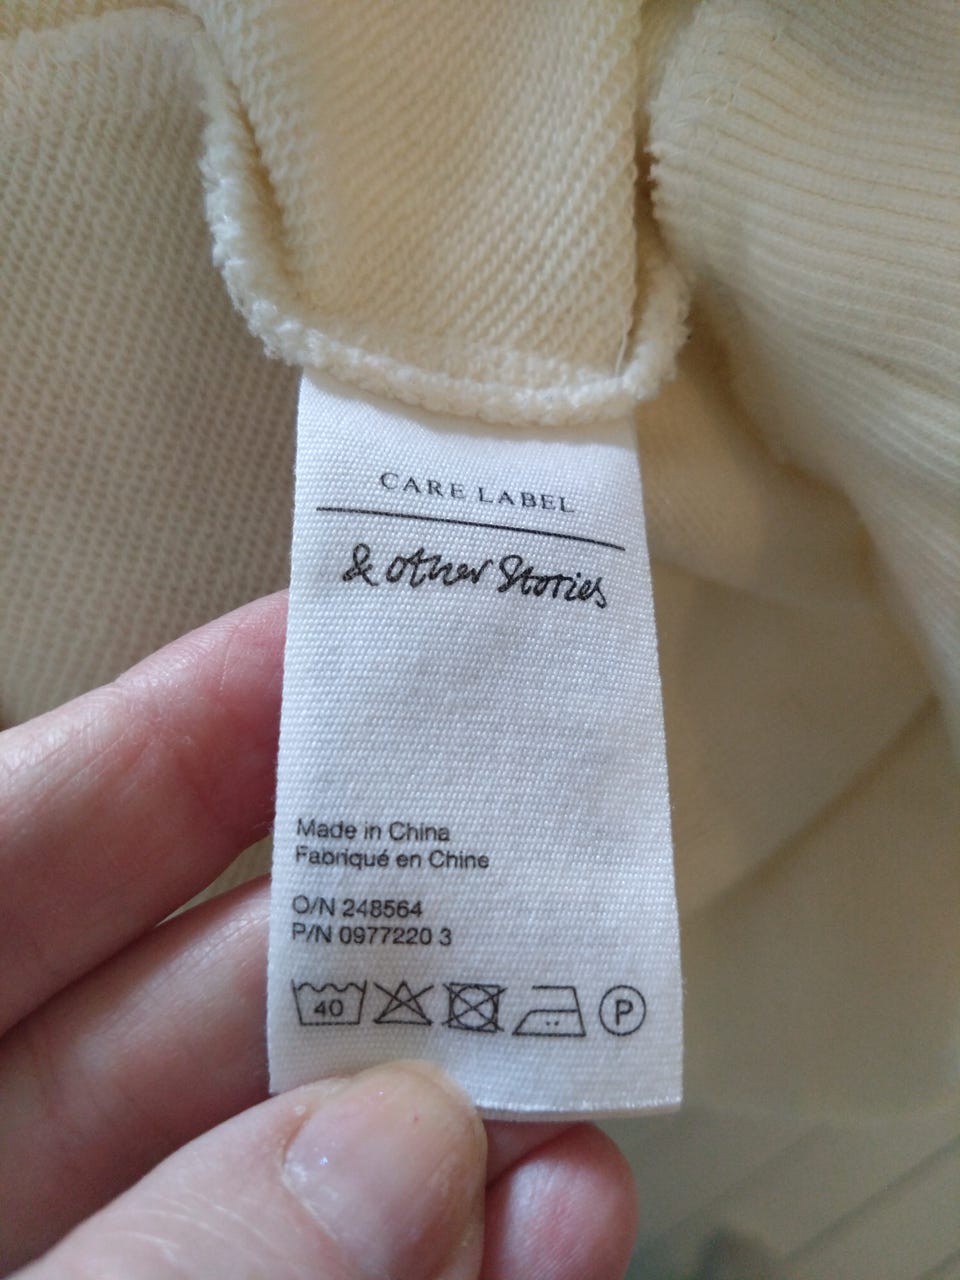 CARE LABEL
& other Stories
Made in China
Fabriqué en Chine
O/N 248564
P/N 0977220 3
40
P